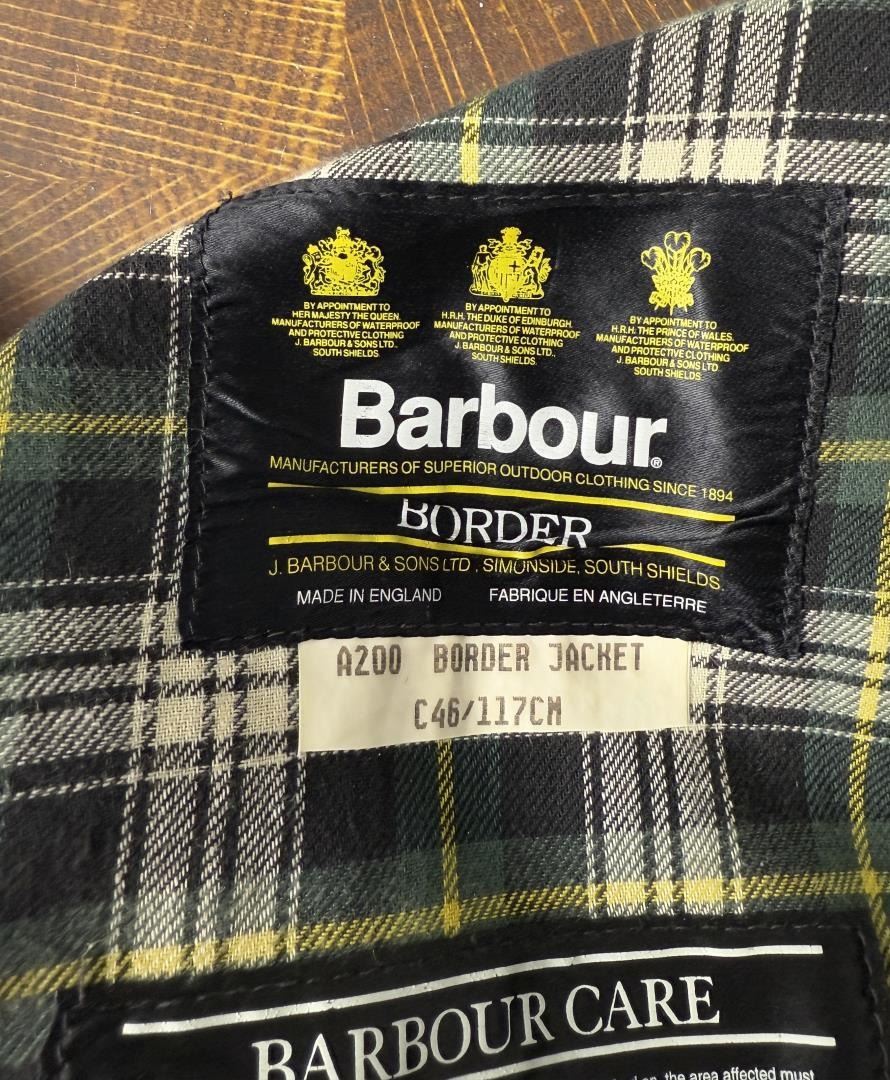 BY APPOINTMENT TO
HER MAJESTY THE QUEEN.
MANUFACTURERS OF WATERPROOF
AND PROTECTIVE CLOTHING
J. BARBOUR & SONS LTD.,
SOUTH SHIELDS.
BY APPOINTMENT TO
H.R.H. THE DUKE OF EDINBURGH.
MANUFACTURERS OF WATERPROOF
AND PROTECTIVE CLOTHING
J. BARBOUR & SONS LTD.,
SOUTH SHIELDS.
BY APPOINTMENT TO
H.R.H. THE PRINCE OF WALES.
MANUFACTURERS OF WATERPROOF
AND PROTECTIVE CLOTHING
J. BARBOUR & SONS LTD.,
SOUTH SHIELDS
Barbour®
MANUFACTURERS OF SUPERIOR OUTDOOR CLOTHING SINCE 1894
BORDER
J. BARBOUR & SONS LTD., SIMONSIDE, SOUTH SHIELDS.
MADE IN ENGLAND FABRIQUE EN ANGLETERRE
A200 BORDER JACKET
C46/117CM
BARBOUR CARE
the area affected must